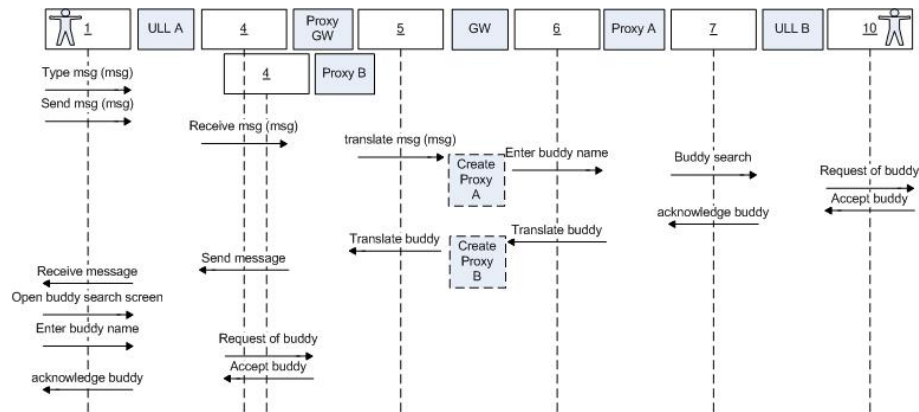 1
ULL A
4
Proxy
GW
5
GW
6
Proxy A
7
ULL B
10
4
Proxy B
Type msg (msg)
Send msg (msg)
Receive msg (msg)
translate msg (msg)
Create
Proxy
A
Enter buddy name
Buddy search
Request of buddy
Accept buddy
acknowledge buddy
Translate buddy
Create
Proxy
B
Translate buddy
Send message
Receive message
Open buddy search screen
Enter buddy name
Request of buddy
Accept buddy
acknowledge buddy